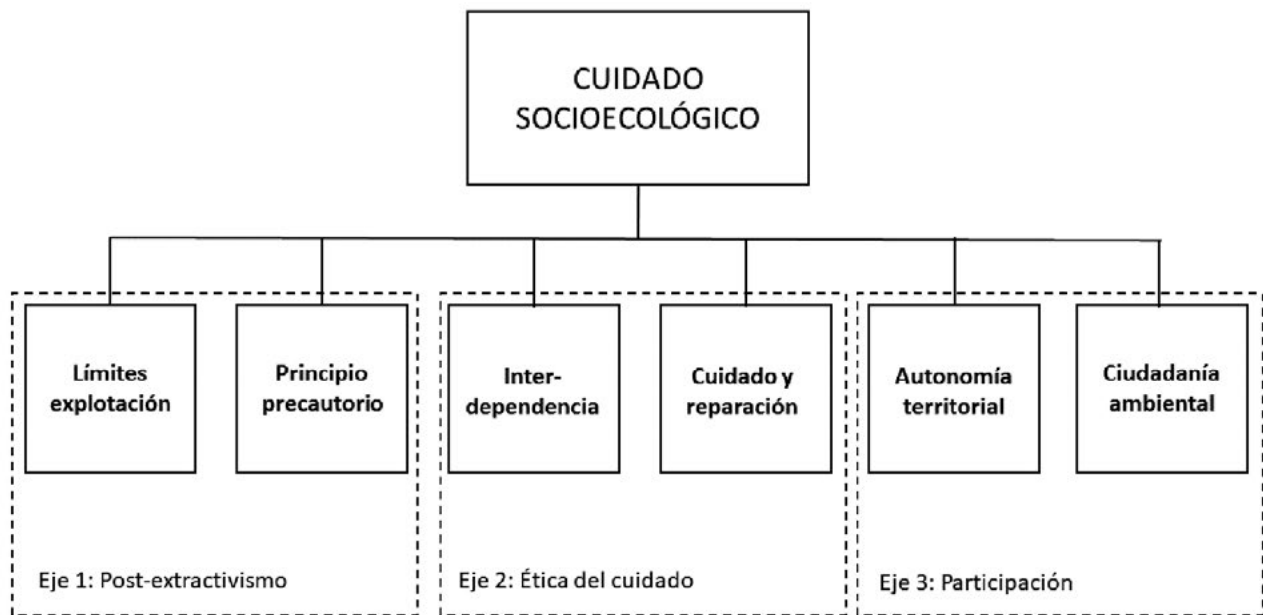 CUIDADO
SOCIOECOLÓGICO
Límites
explotación
Principio
precautorio
Inter-
dependencia
Cuidado y
reparación
Autonomía
territorial
Ciudadanía
ambiental
Eje 1: Post-extractivismo
Eje 2: Ética del cuidado
Eje 3: Participación